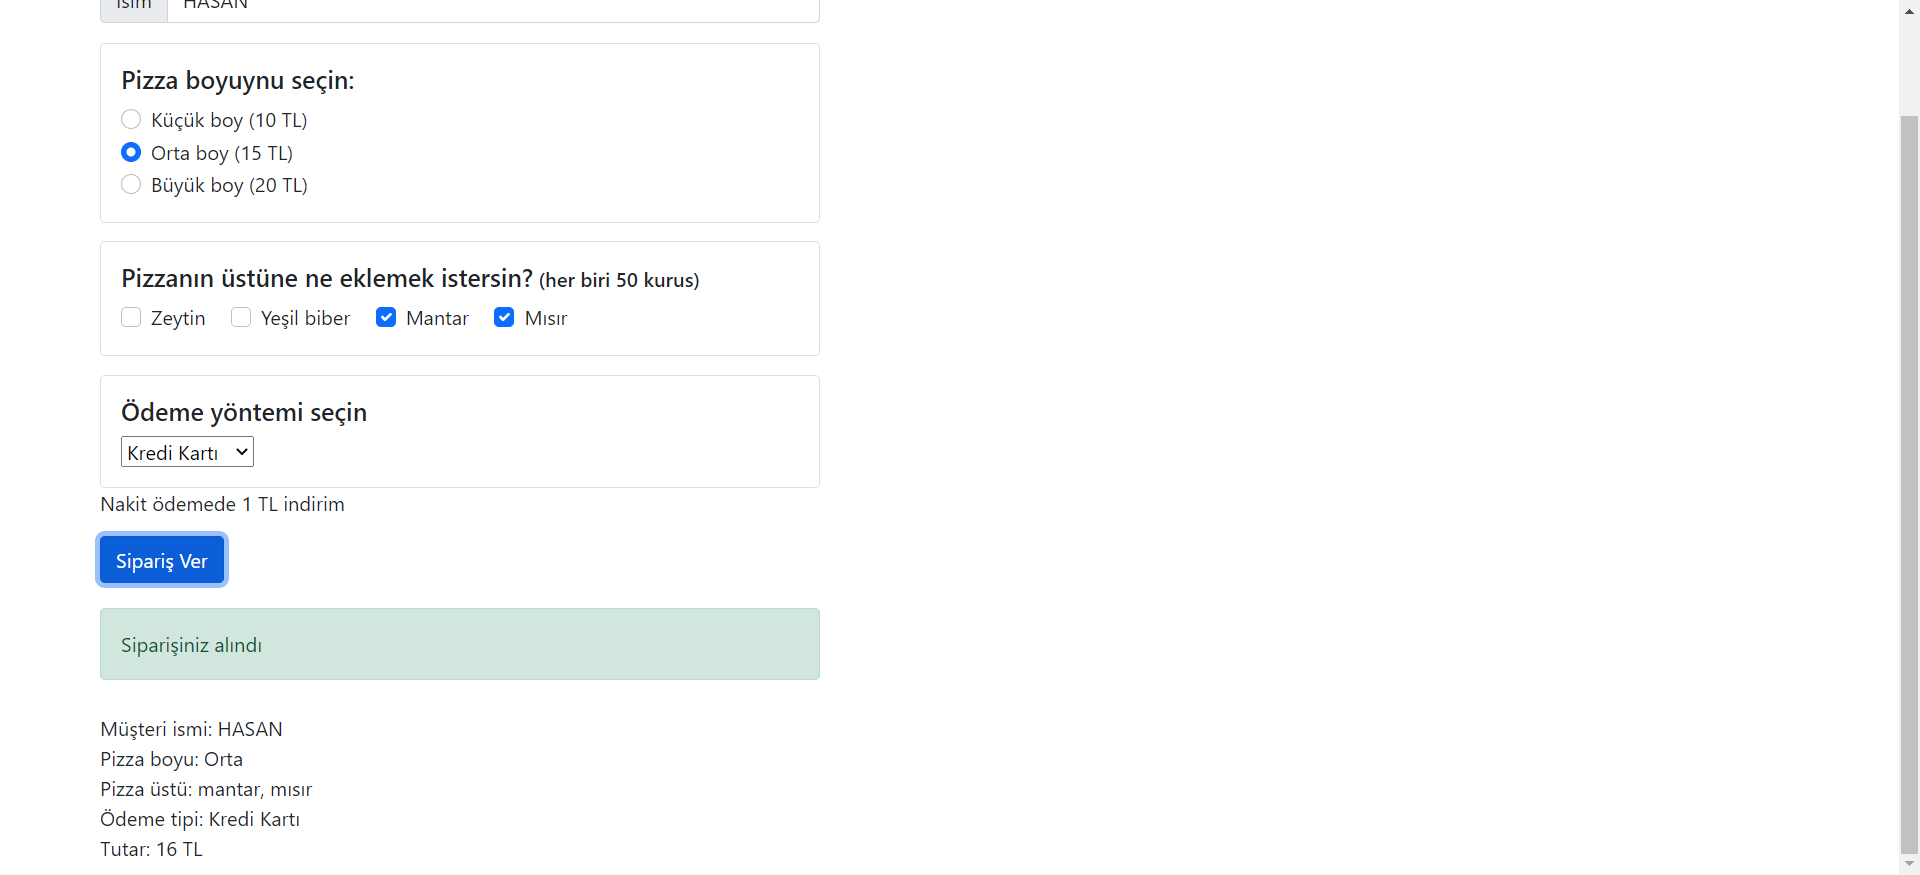 isim HASAN
Pizza boyuynu seçin:
Küçük boy (10 TL)
Orta boy (15 TL)
Büyük boy (20 TL)
Pizzanın üstüne ne eklemek istersin? (her biri 50 kurus)
Zeytin Yeşil biber Mantar Mısır
Ödeme yöntemi seçin
Kredi Kartı
Nakit ödemede 1 TL indirim
Sipariş Ver
Siparişiniz alındı
Müşteri ismi: HASAN
Pizza boyu: Orta
Pizza üstü: mantar, mısır
Ödeme tipi: Kredi Kartı
Tutar: 16 TL